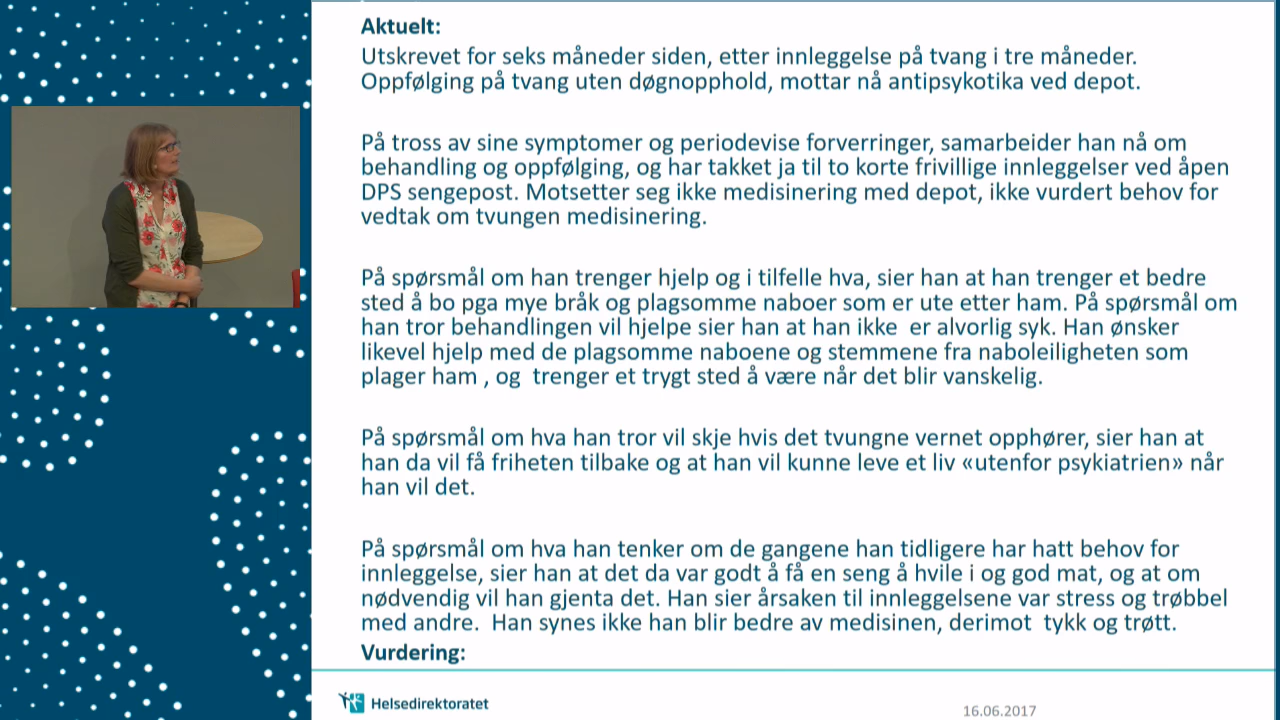 Aktuelt:
Utskrevet for seks måneder siden, etter innleggelse på tvang i tre måneder.
Oppfølging på tvang uten døgnopphold, mottar nå antipsykotika ved depot.
På tross av sine symptomer og periodevise forverringer, samarbeider han nå om
behandling og oppfølging, og har takket ja til to korte frivillige innleggelser ved åpen
DPS sengepost. Motsetter seg ikke medisinering med depot, ikke vurdert behov for
vedtak om tvungen medisinering.
På spørsmål om han trenger hjelp og i tilfelle hva, sier han at han trenger et bedre
sted å bo pga mye bråk og plagsomme naboer som er ute etter ham. På spørsmål om
han tror behandlingen vil hjelpe sier han at han ikke  er alvorlig syk. Han ønsker
likevel hjelp med de plagsomme naboene og stemmene fra naboleiligheten som
plager ham , og  trenger et trygt sted å være når det blir vanskelig.
På spørsmål om hva han tror vil skje hvis det tvungne vernet opphører, sier han at
han da vil få friheten tilbake og at han vil kunne leve et liv «utenfor psykiatrien» når
han vil det.
På spørsmål om hva han tenker om de gangene han tidligere har hatt behov for
innleggelse, sier han at det da var godt å få en seng å hvile i og god mat, og at om
nødvendig vil han gjenta det. Han sier årsaken til innleggelsene var stress og trøbbel
med andre.  Han synes ikke han blir bedre av medisinen, derimot  tykk og trøtt.
Vurdering:
Helsedirektoratet
16.06.2017